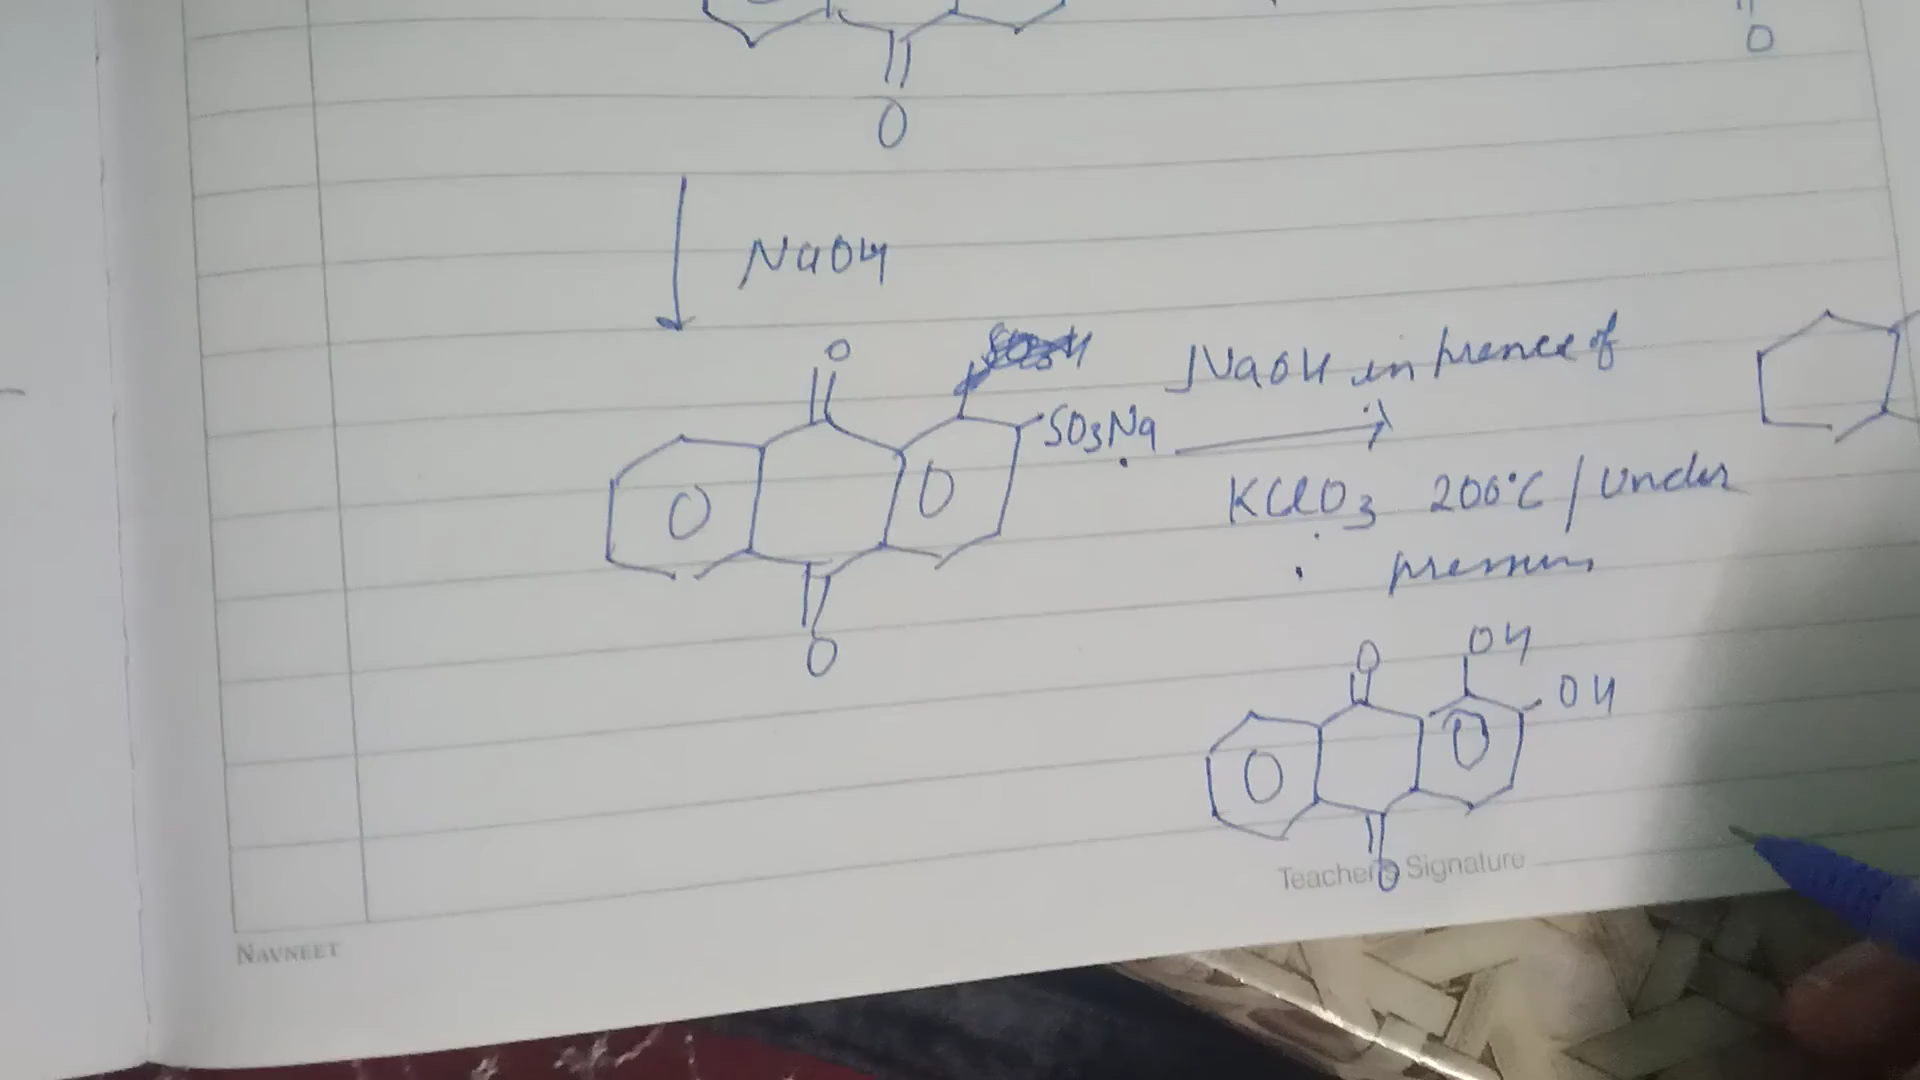 O
O
NaOH
O
SO3Na
NaOH in presence of
KClO3 200°C / Under
pressure
O
O
OH
OH
O
Teacher's Signature
NAVNEET